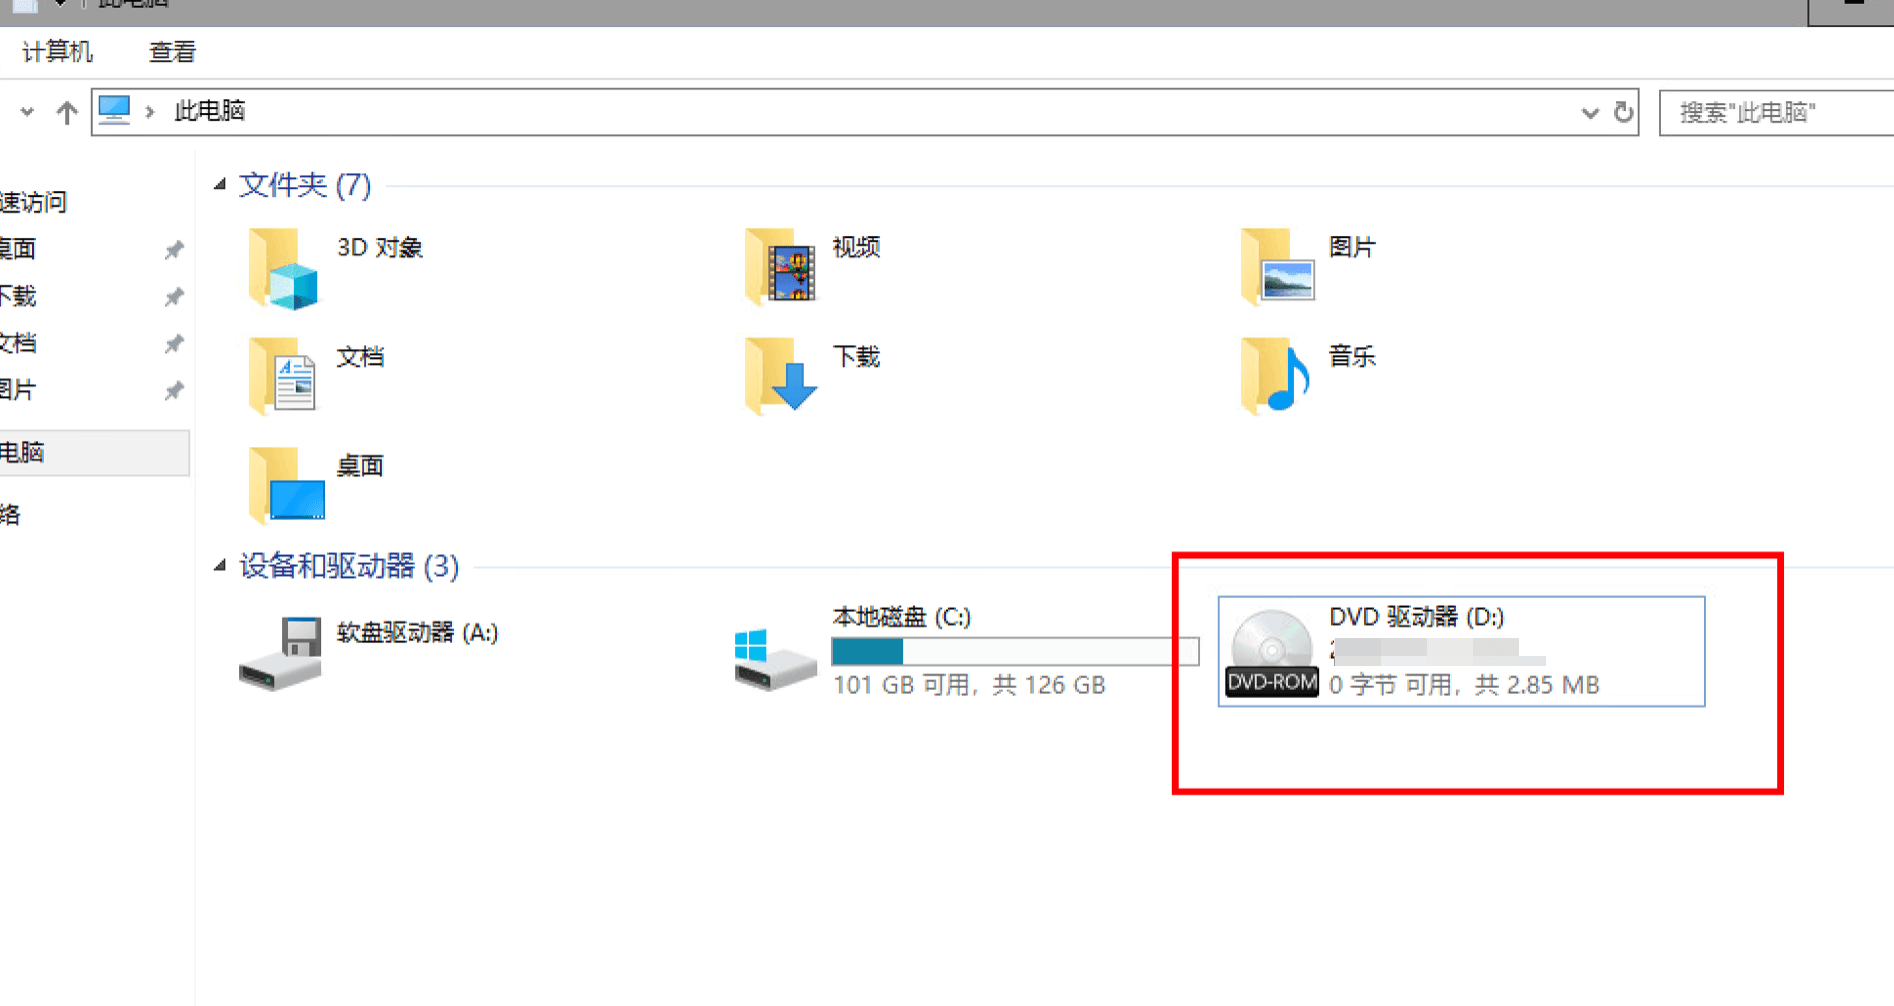 此电脑
计算机 查看
此电脑
搜索"此电脑"
速访问
桌面
下载
文档
图片
电脑
络
文件夹 (7)
3D 对象
视频
图片
文档
下载
音乐
桌面
设备和驱动器 (3)
软盘驱动器 (A:)
本地磁盘 (C:)
101 GB 可用，共 126 GB
DVD 驱动器 (D:)
DVD-ROM
0 字节 可用，共 2.85 MB